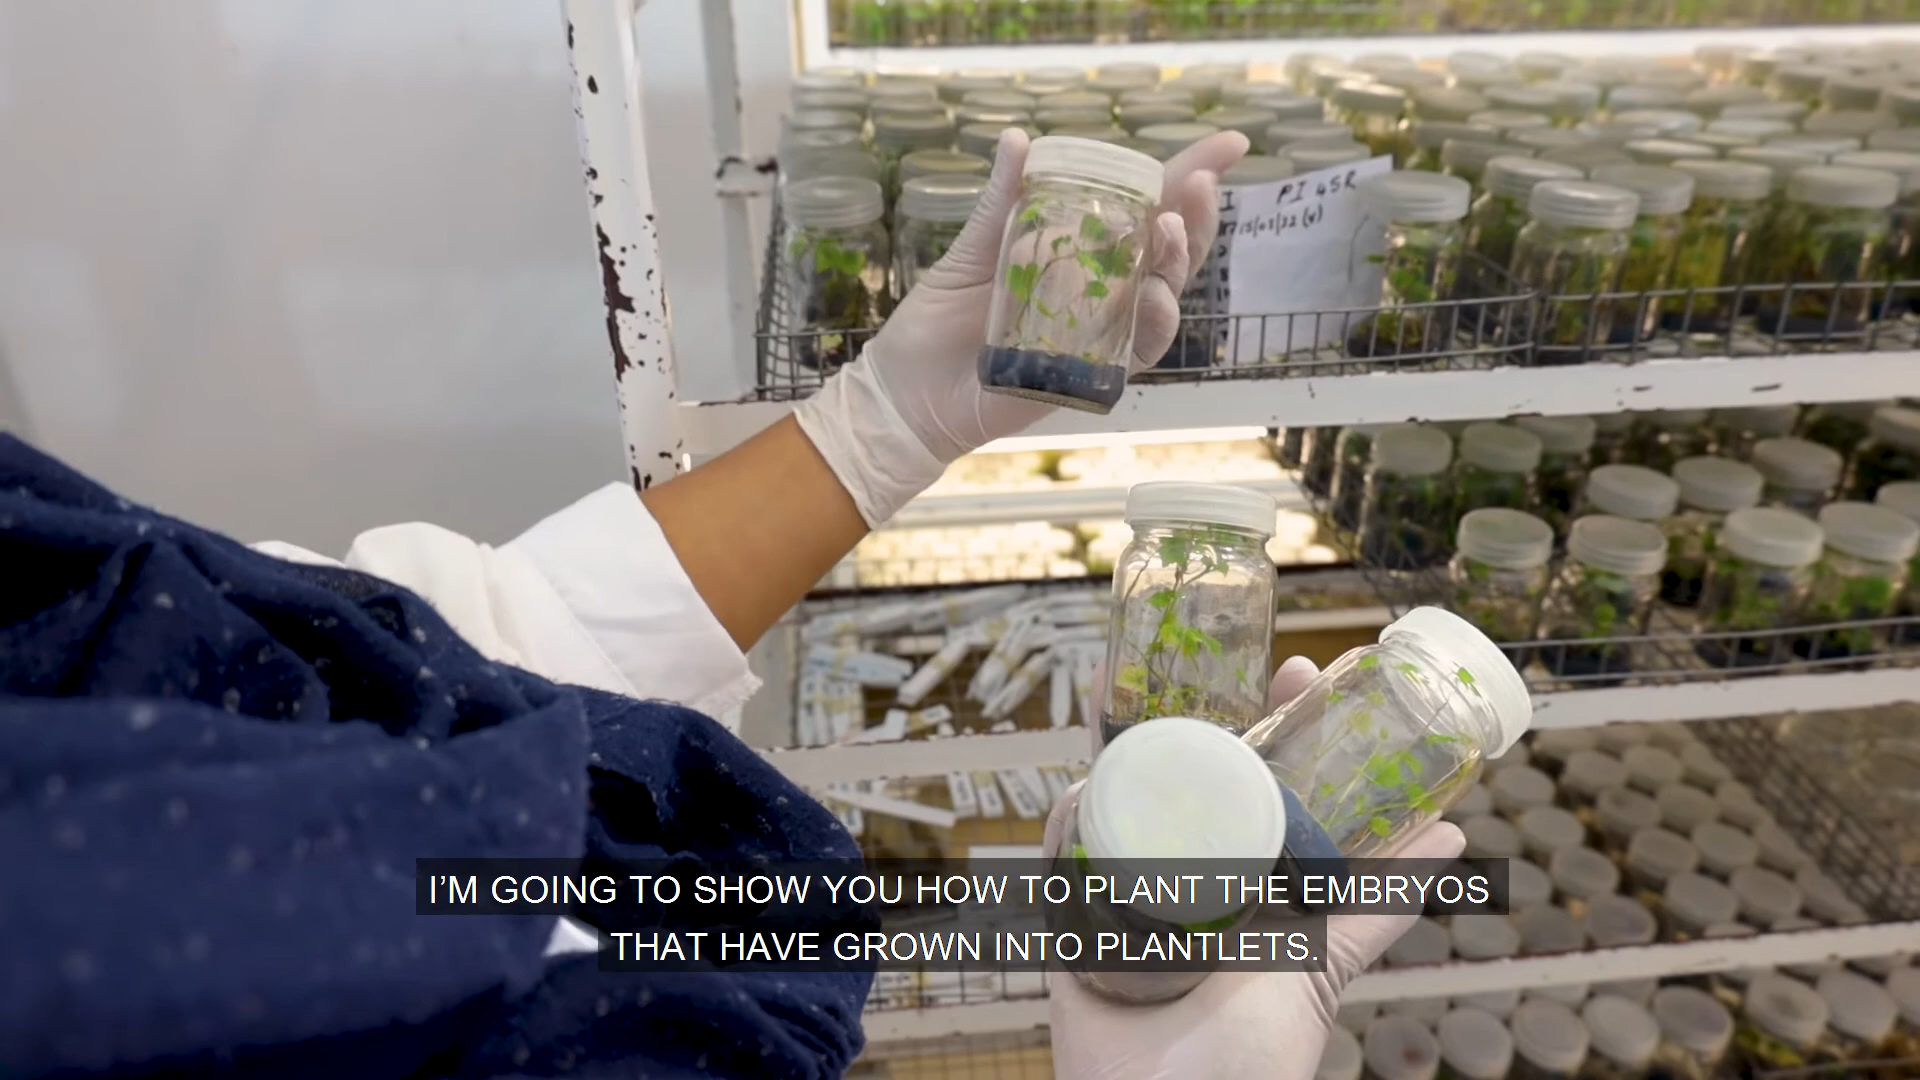 PI 45R
I’M GOING TO SHOW YOU HOW TO PLANT THE EMBRYOS
THAT HAVE GROWN INTO PLANTLETS.